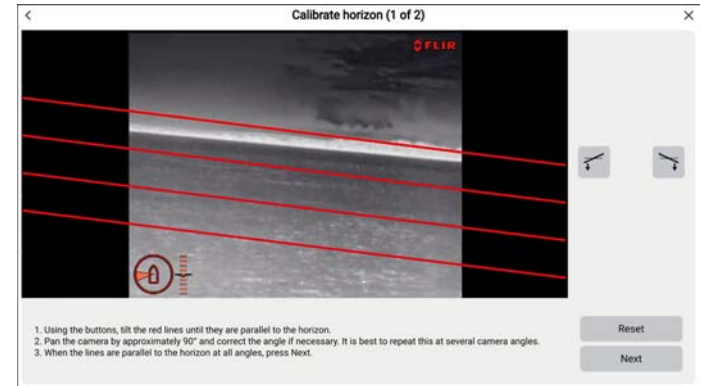 Calibrate horizon (1 of 2)
FLIR
1. Using the buttons, tilt the red lines until they are parallel to the horizon.
2. Pan the camera by approximately 90° and correct the angle if necessary. It is best to repeat this at several camera angles.
3. When the lines are parallel to the horizon at all angles, press Next.
Reset
Next